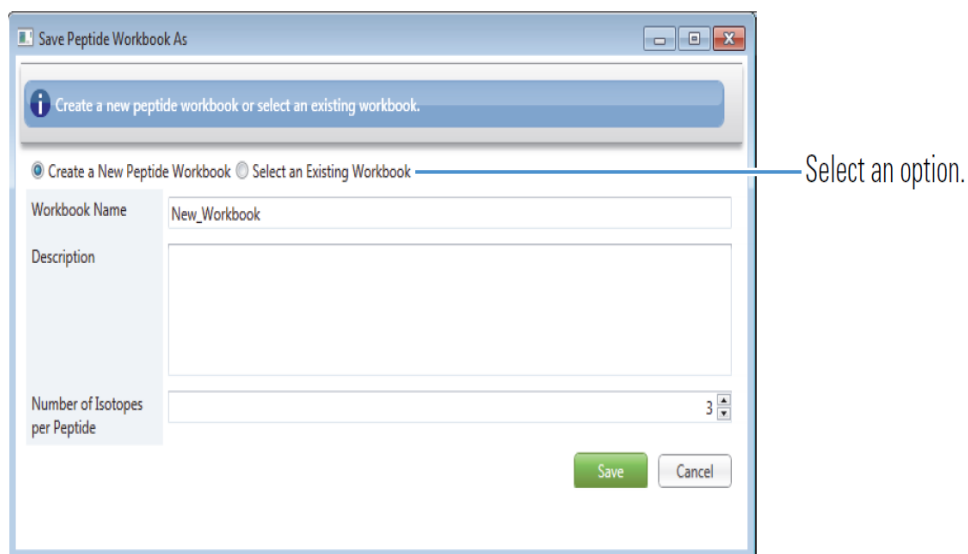 Save Peptide Workbook As
Create a new peptide workbook or select an existing workbook.
Create a New Peptide Workbook Select an Existing Workbook
Select an option.
Workbook Name
New_Workbook
Description
Number of Isotopes
per Peptide
3
Save Cancel